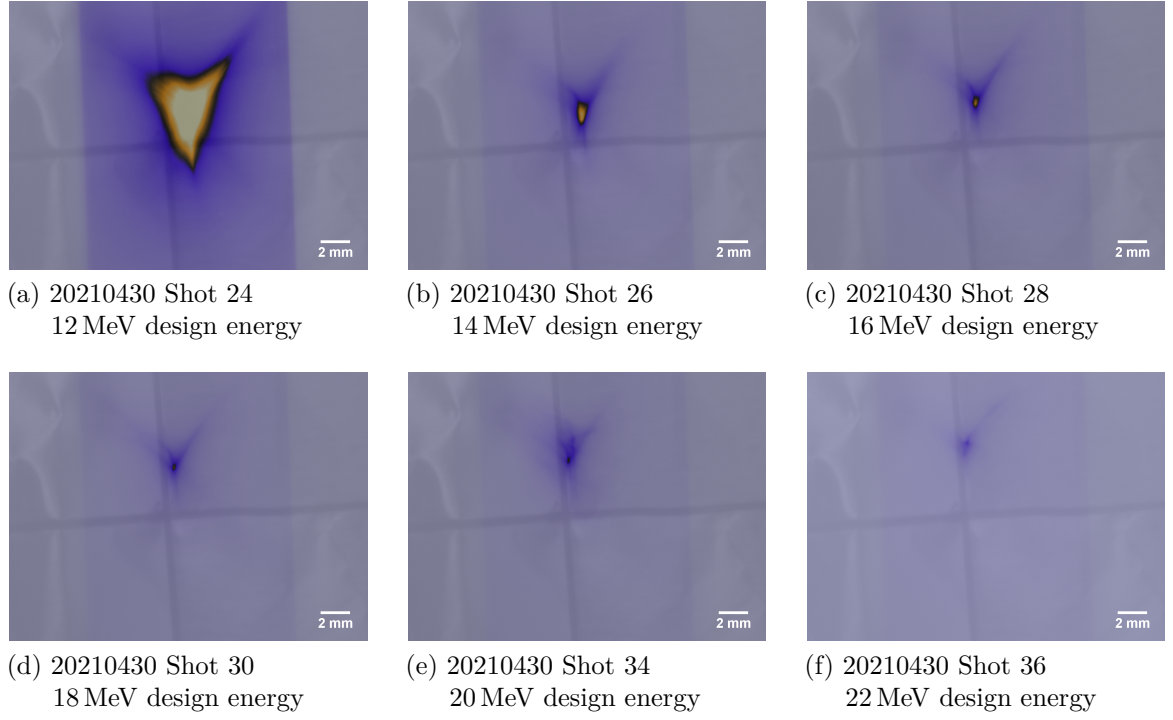 2 mm
2 mm
2 mm
(a) 20210430 Shot 24
12 MeV design energy
(b) 20210430 Shot 26
14 MeV design energy
(c) 20210430 Shot 28
16 MeV design energy
2 mm
2 mm
2 mm
(d) 20210430 Shot 30
18 MeV design energy
(e) 20210430 Shot 34
20 MeV design energy
(f) 20210430 Shot 36
22 MeV design energy